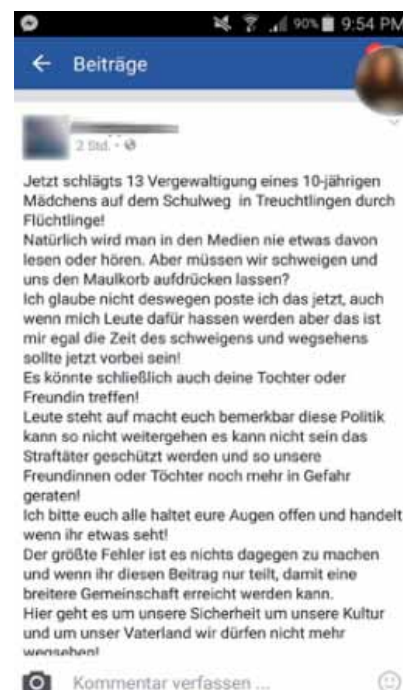 90% 9:54 PM
Beiträge
2 Std.
Jetzt schlägts 13 Vergewaltigung eines 10-jährigen
Mädchens auf dem Schulweg in Treuchtlingen durch
Flüchtlinge!
Natürlich wird man in den Medien nie etwas davon
lesen oder hören. Aber müssen wir schweigen und
uns den Maulkorb aufdrücken lassen?
Ich glaube nicht deswegen poste ich das jetzt, auch
wenn mich Leute dafür hassen werden aber das ist
mir egal die Zeit des schweigens und wegsehens
sollte jetzt vorbei sein!
Es könnte schließlich auch deine Tochter oder
Freundin treffen!
Leute steht auf macht euch bemerkbar diese Politik
kann so nicht weitergehen es kann nicht sein das
Straftäter geschützt werden und so unsere
Freundinnen oder Töchter noch mehr in Gefahr
geraten!
Ich bitte euch alle haltet eure Augen offen und handelt
wenn ihr etwas seht!
Der größte Fehler ist es nichts dagegen zu machen
und wenn ihr diesen Beitrag nur teilt, damit eine
breitere Gemeinschaft erreicht werden kann.
Hier geht es um unsere Sicherheit um unsere Kultur
und um unser Vaterland wir dürfen nicht mehr
wegsehen!
Kommentar verfassen ...